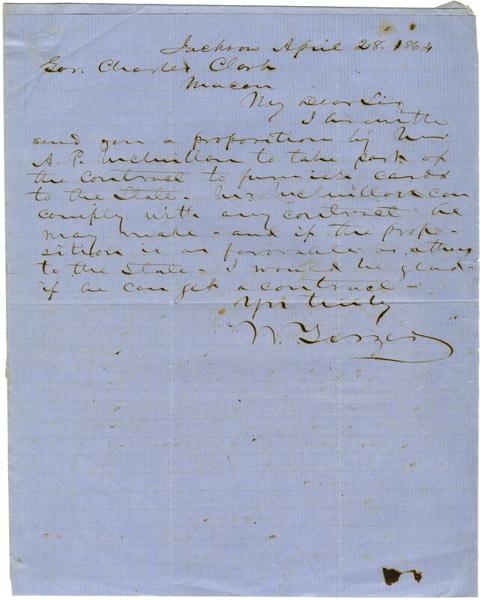 Jackson April 28. 1864
Gov. Charles Clark
Macon
My Dear Sir
I herewith
send you a proposition by Mr
A. P. McMillan to take part of
the contract to furnish cards
to the State. Mr McMillan can
comply with any contract he
may make - and if the propo-
sition is as favorable as others
to the State - I would be glad
if he can get a contract -
Yrs truly
W. Yerger